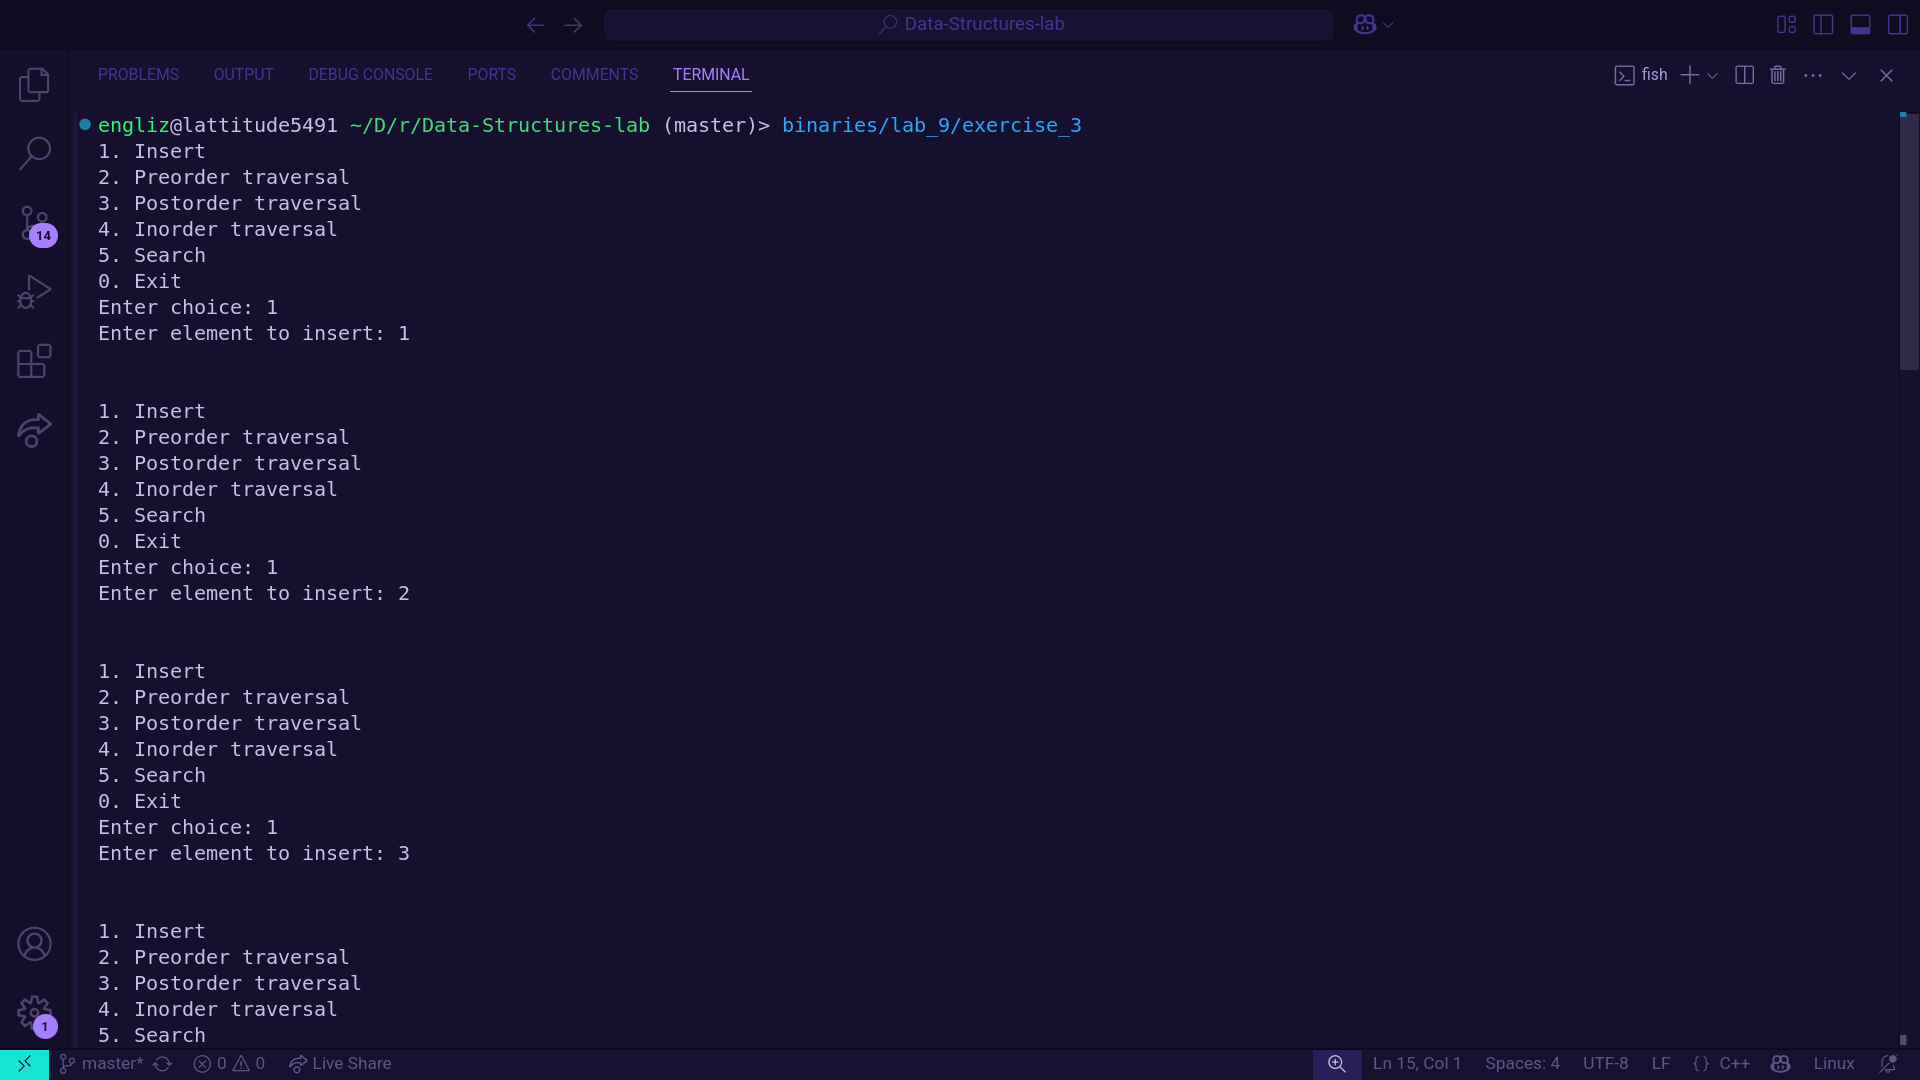 Data-Structures-lab
PROBLEMS OUTPUT DEBUG CONSOLE PORTS COMMENTS TERMINAL fish
engliz@lattitude5491 ~/D/r/Data-Structures-lab (master)> binaries/lab_9/exercise_3
1. Insert
2. Preorder traversal
3. Postorder traversal
4. Inorder traversal
5. Search
0. Exit
Enter choice: 1
Enter element to insert: 1
1. Insert
2. Preorder traversal
3. Postorder traversal
4. Inorder traversal
5. Search
0. Exit
Enter choice: 1
Enter element to insert: 2
1. Insert
2. Preorder traversal
3. Postorder traversal
4. Inorder traversal
5. Search
0. Exit
Enter choice: 1
Enter element to insert: 3
1. Insert
2. Preorder traversal
3. Postorder traversal
4. Inorder traversal
5. Search
14
1
master* 0 0 Live Share Ln 15, Col 1 Spaces: 4 UTF-8 LF {} C++ Linux